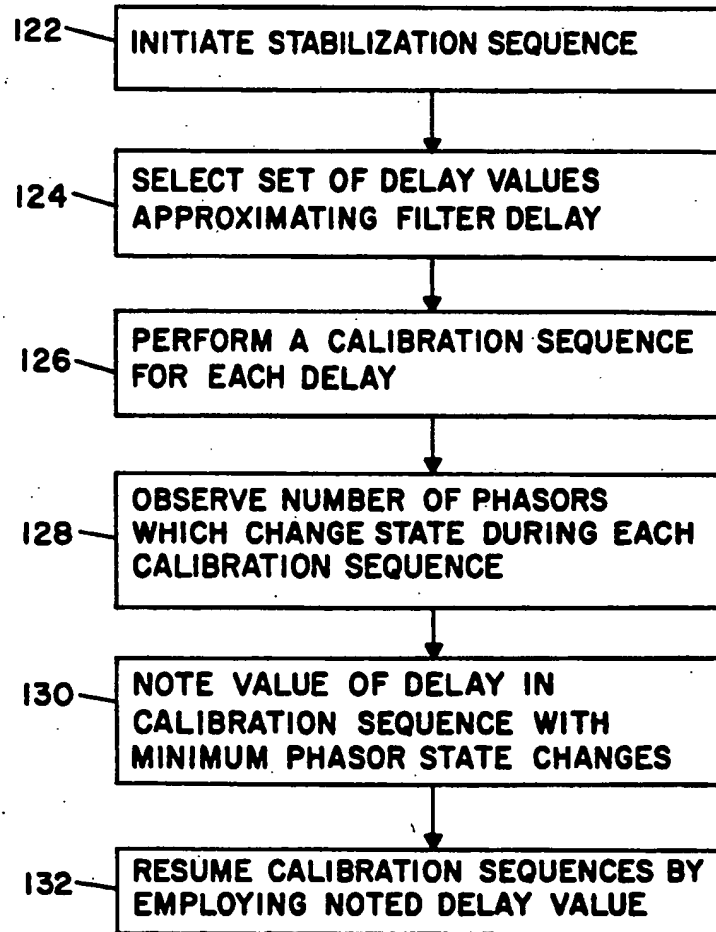 122
INITIATE STABILIZATION SEQUENCE
124
SELECT SET OF DELAY VALUES
APPROXIMATING FILTER DELAY
126
PERFORM A CALIBRATION SEQUENCE
FOR EACH DELAY
128
OBSERVE NUMBER OF PHASORS
WHICH CHANGE STATE DURING EACH
CALIBRATION SEQUENCE
130
NOTE VALUE OF DELAY IN
CALIBRATION SEQUENCE WITH
MINIMUM PHASOR STATE CHANGES
132
RESUME CALIBRATION SEQUENCES BY
EMPLOYING NOTED DELAY VALUE